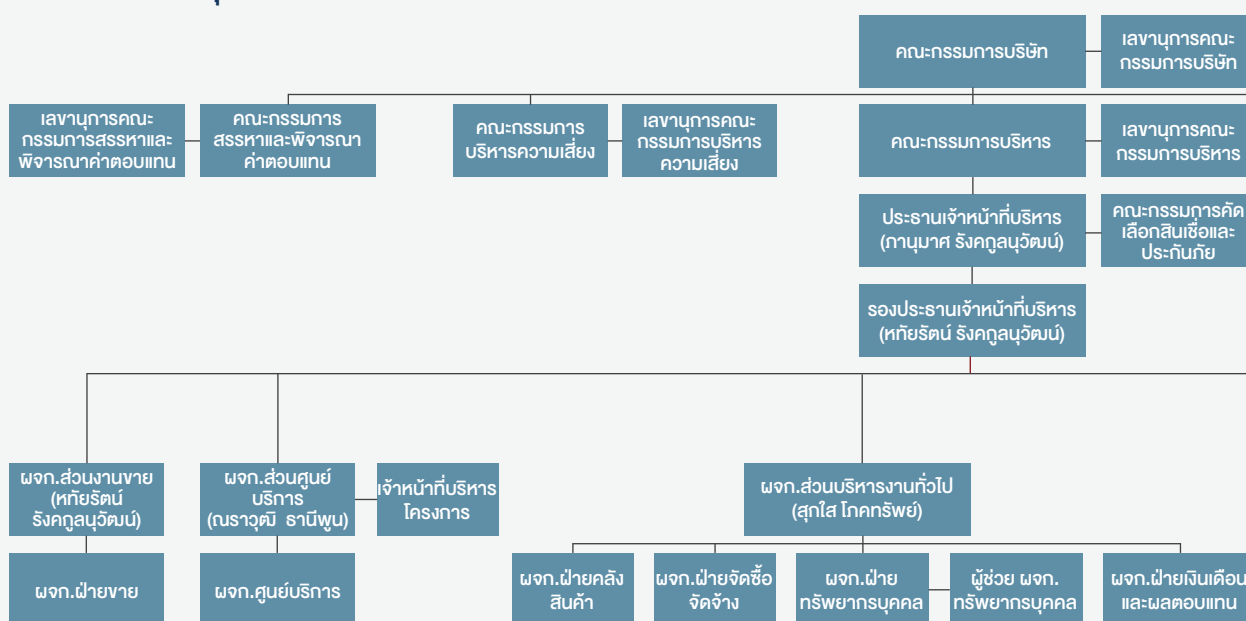 คณะกรรมการบริษัท
เลขานุการคณะ
กรรมการบริษัท
เลขานุการคณะ
กรรมการสรรหาและ
พิจารณาค่าตอบแทน
คณะกรรมการ
สรรหาและพิจารณา
ค่าตอบแทน
คณะกรรมการ
บริหารความเสี่ยง
เลขานุการคณะ
กรรมการบริหาร
ความเสี่ยง
คณะกรรมการบริหาร
เลขานุการคณะ
กรรมการบริหาร
ประธานเจ้าหน้าที่บริหาร
(ภานุมาศ รังคกูลนุวัฒน์)
คณะกรรมการคัด
เลือกสินเชื่อและ
ประกันภัย
รองประธานเจ้าหน้าที่บริหาร
(หทัยรัตน์ รังคกูลนุวัฒน์)
ผจก.ส่วนงานขาย
(หทัยรัตน์
รังคกูลนุวัฒน์)
ผจก.ส่วนศูนย์
บริการ
(ณราวุฒิ ธานีพูน)
เจ้าหน้าที่บริหาร
โครงการ
ผจก.ส่วนบริหารงานทั่วไป
(สุกใส โภคทรัพย์)
ผจก.ฝ่ายขาย
ผจก.ศูนย์บริการ
ผจก.ฝ่ายคลัง
สินค้า
ผจก.ฝ่ายจัดซื้อ
จัดจ้าง
ผจก.ฝ่าย
ทรัพยากรบุคคล
ผู้ช่วย ผจก.
ทรัพยากรบุคคล
ผจก.ฝ่ายเงินเดือน
และผลตอบแทน